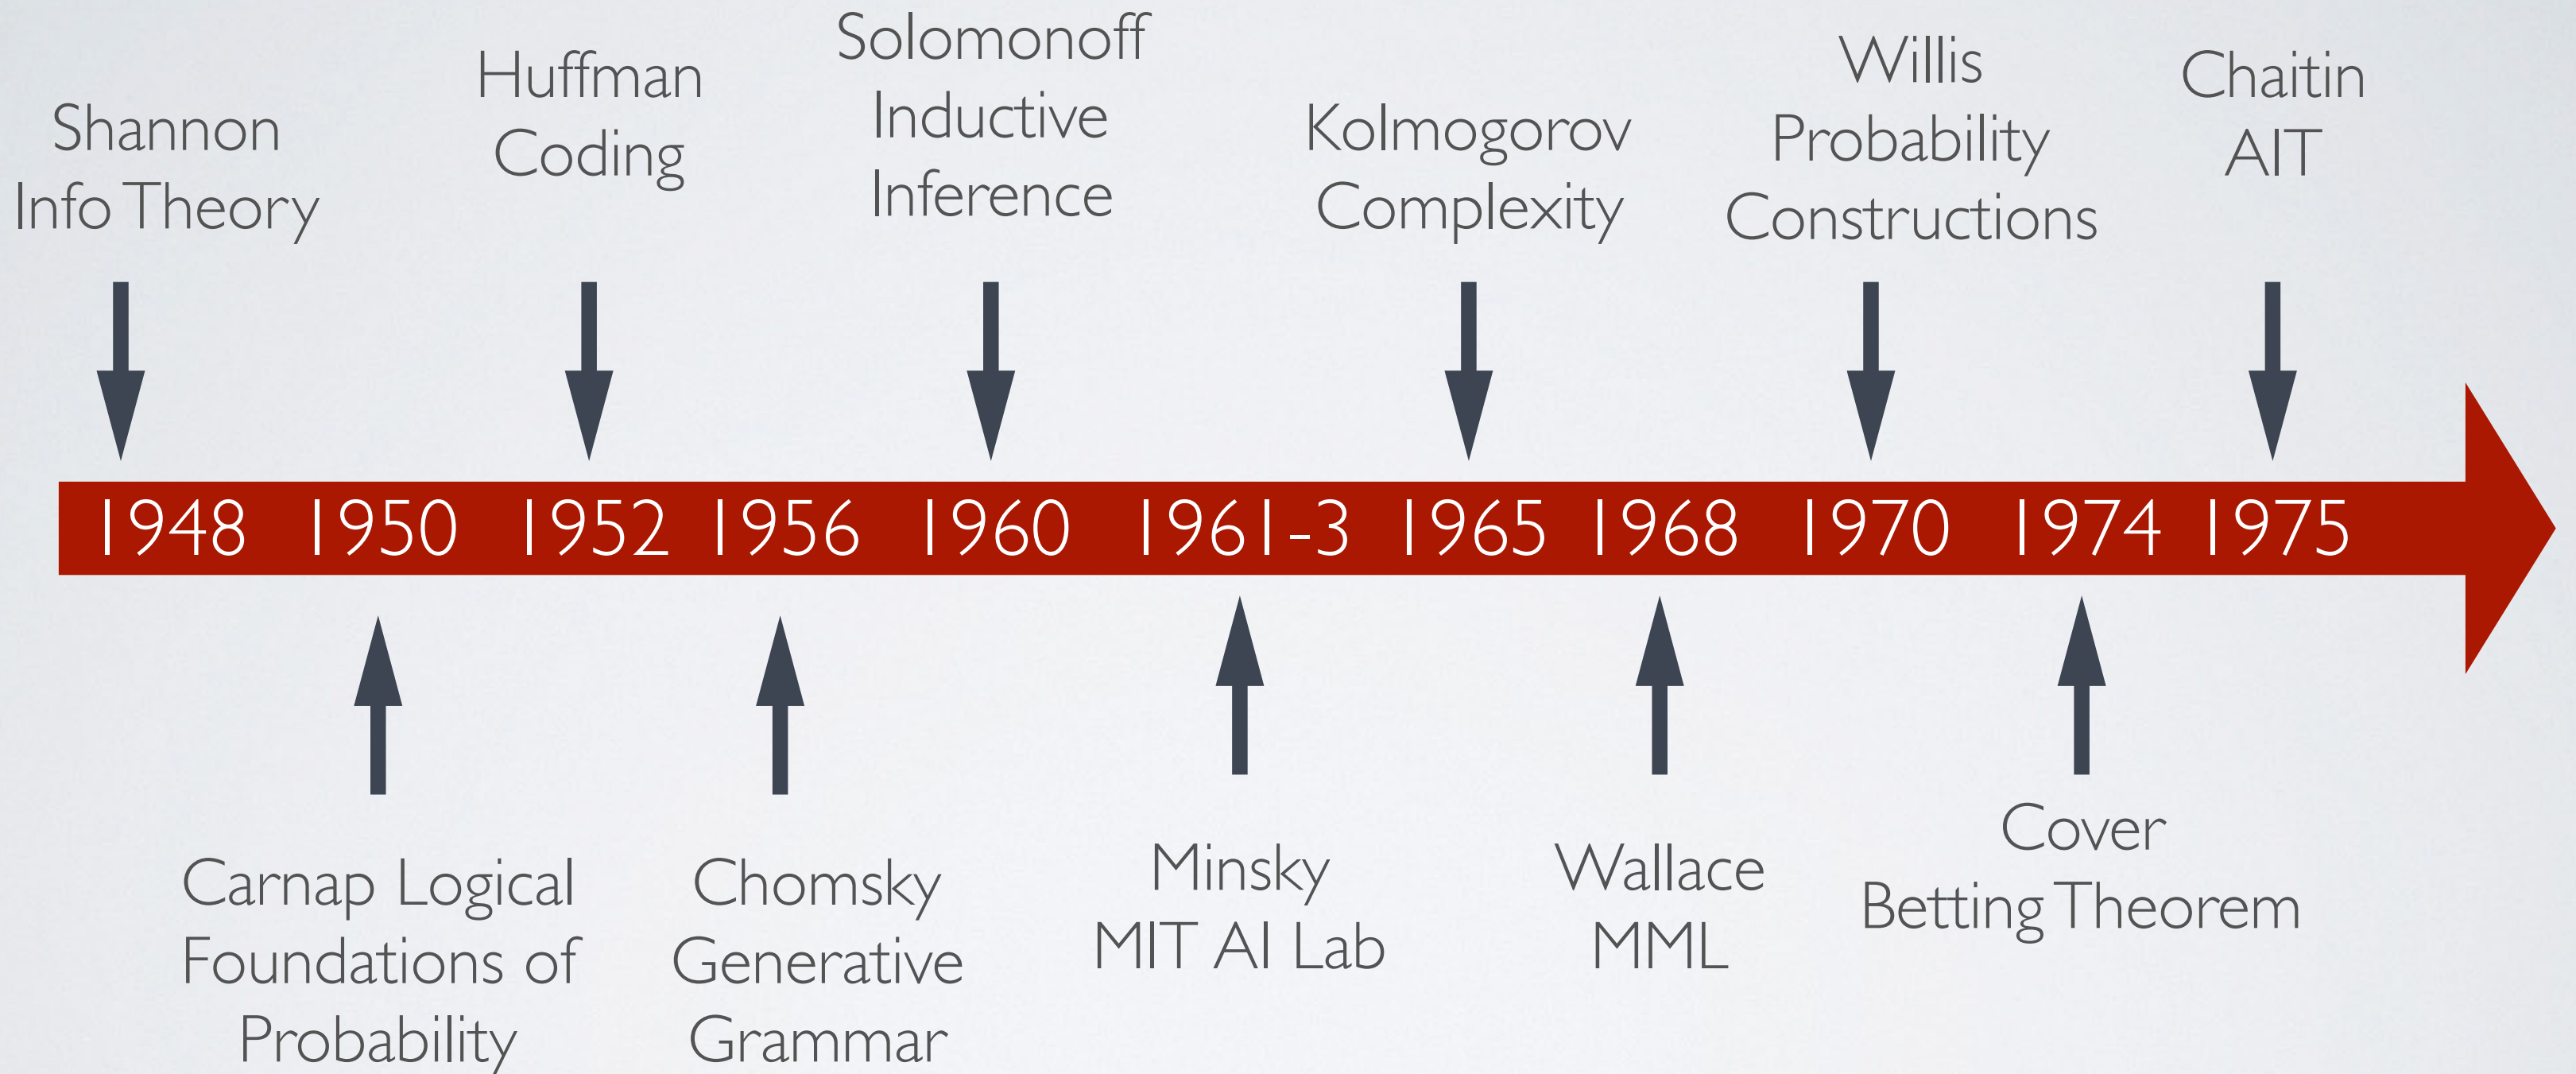 Shannon
Info Theory
Huffman
Coding
Solomonoff
Inductive
Inference
Kolmogorov
Complexity
Willis
Probability
Constructions
Chaitin
AIT
1948 1950 1952 1956 1960 1961-3 1965 1968 1970 1974 1975
Carnap Logical
Foundations of
Probability
Chomsky
Generative
Grammar
Minsky
MIT AI Lab
Wallace
MML
Cover
Betting Theorem